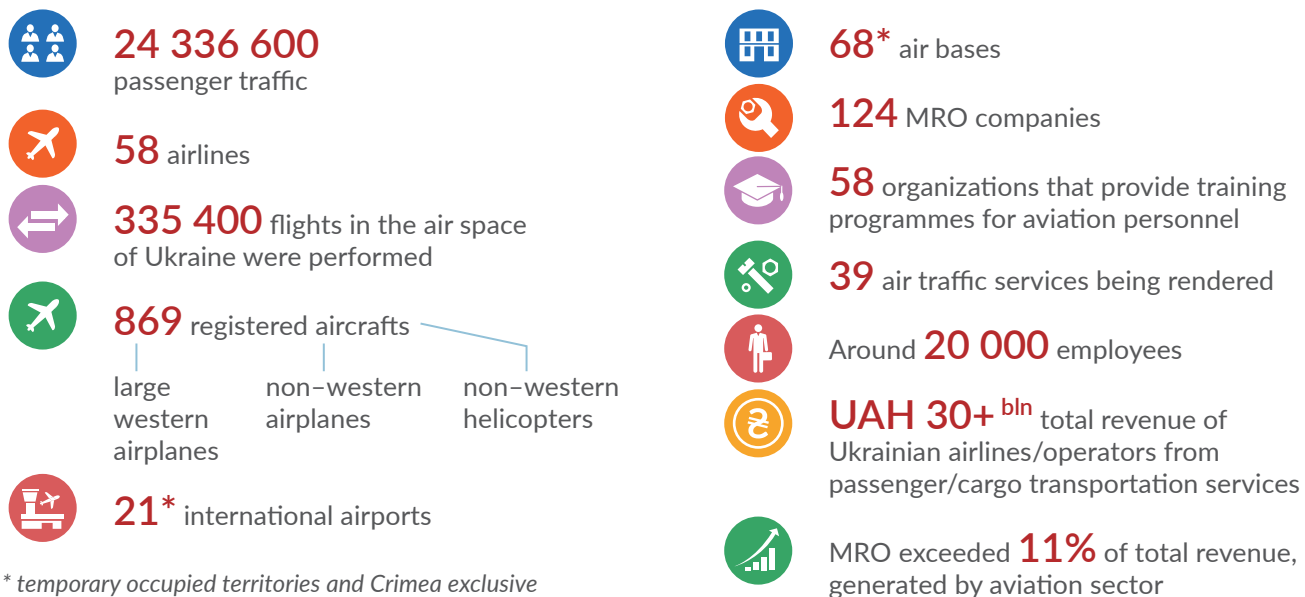 24 336 600
passenger traffic
58 airlines
335 400 flights in the air space
of Ukraine were performed
869 registered aircrafts
large
western
airplanes
non–western
airplanes
non–western
helicopters
21* international airports
* temporary occupied territories and Crimea exclusive
68* air bases
124 MRO companies
58 organizations that provide training
programmes for aviation personnel
39 air traffic services being rendered
Around 20 000 employees
UAH 30+ bln total revenue of
Ukrainian airlines/operators from
passenger/cargo transportation services
MRO exceeded 11% of total revenue,
generated by aviation sector